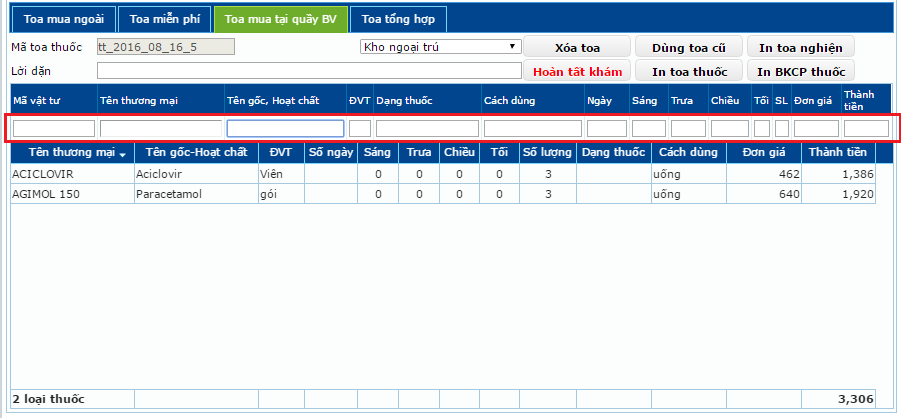 Toa mua ngoài Toa miễn phí Toa mua tại quầy BV Toa tổng hợp
Mã toa thuốc tt_2016_08_16_5 Kho ngoại trú Xóa toa Dùng toa cũ In toa nghiện
Lời dặn Hoàn tất khám In toa thuốc In BKCP thuốc
Mã vật tư Tên thương mại Tên gốc, Hoạt chất ĐVT Dạng thuốc Cách dùng Ngày Sáng Trưa Chiều Tối SL Đơn giá Thành tiền
Tên thương mại Tên gốc-Hoạt chất ĐVT Số ngày Sáng Trưa Chiều Tối Số lượng Dạng thuốc Cách dùng Đơn giá Thành tiền
ACICLOVIR Aciclovir Viên 0 0 0 0 3 uống 462 1,386
AGIMOL 150 Paracetamol gói 0 0 0 0 3 uống 640 1,920
2 loại thuốc 3,306